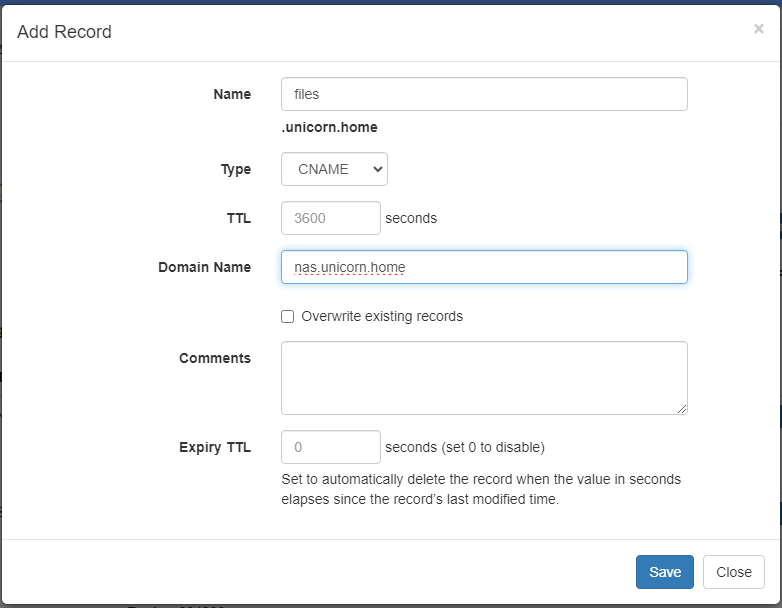 Add Record
×
Name files
.unicorn.home
Type CNAME
TTL 3600 seconds
Domain Name nas.unicorn.home
Overwrite existing records
Comments
Expiry TTL 0 seconds (set 0 to disable)
Set to automatically delete the record when the value in seconds
elapses since the record's last modified time.
Save Close